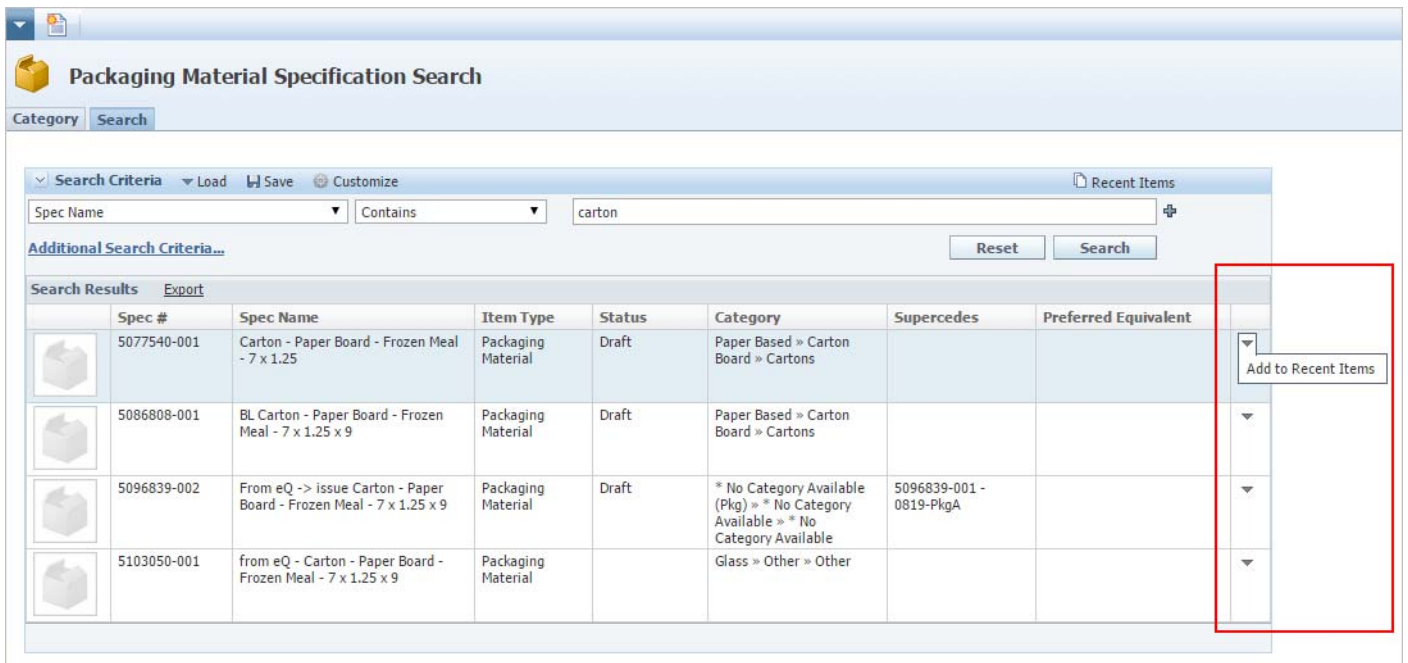 Packaging Material Specification Search
Category Search
Search Criteria Load Save Customize Recent Items
Spec Name Contains carton
Additional Search Criteria... Reset Search
Search Results Export
Spec # Spec Name Item Type Status Category Supercedes Preferred Equivalent
5077540-001 Carton - Paper Board - Frozen Meal Packaging Draft Paper Based » Carton
- 7 x 1.25 Material Board » Cartons
Add to Recent Items
5086808-001 BL Carton - Paper Board - Frozen Packaging Draft Paper Based » Carton
Meal - 7 x 1.25 x 9 Material Board » Cartons
5096839-002 From eQ -> issue Carton - Paper Packaging Draft * No Category Available 5096839-001 -
Board - Frozen Meal - 7 x 1.25 x 9 Material (Pkg) » * No Category 0819-PkgA
Available » * No
Category Available
5103050-001 from eQ - Carton - Paper Board - Packaging Glass » Other » Other
Frozen Meal - 7 x 1.25 x 9 Material